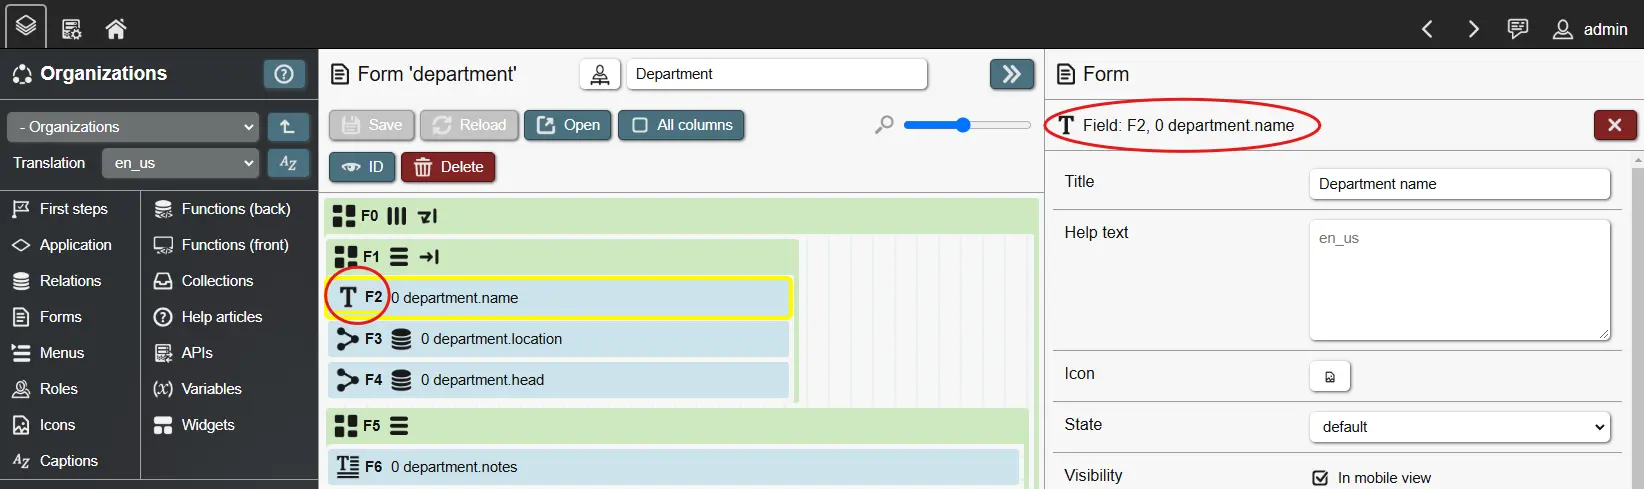 admin
Organizations
- Organizations
Translation en_us
First steps
Application
Relations
Forms
Menus
Roles
Icons
Captions
Functions (back)
Functions (front)
Collections
Help articles
APIs
Variables
Widgets
Form 'department' Department
Save Reload Open All columns
ID Delete
F0
F1
F2 0 department.name
F3 0 department.location
F4 0 department.head
F5
F6 0 department.notes
Form
Field: F2, 0 department.name
Title Department name
Help text en_us
Icon
State default
Visibility In mobile view